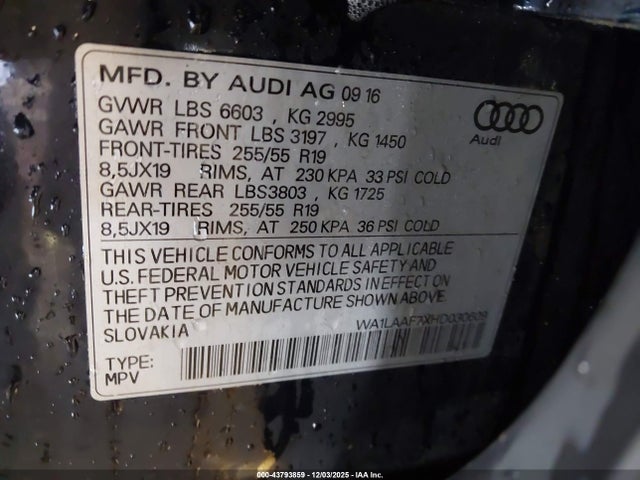 MFD. BY AUDI AG 09 16
GVWR LBS 6603 , KG 2995
GAWR FRONT LBS 3197 , KG 1450
FRONT-TIRES 255/55 R19
8,5JX19 RIMS, AT 230 KPA 33 PSI COLD
GAWR REAR LBS3803 , KG 1725
REAR-TIRES 255/55 R19
8,5JX19 RIMS, AT 250 KPA 36 PSI COLD
Audi
THIS VEHICLE CONFORMS TO ALL APPLICABLE
U.S. FEDERAL MOTOR VEHICLE SAFETY AND
THEFT PREVENTION STANDARDS IN EFFECT ON
THE DATE OF MANUFACTURE SHOWN ABOVE.
SLOVAKIA
WA1LAAF7XHD030609
TYPE:
MPV
000-43793859 - 12/03/2025 - IAA Inc.